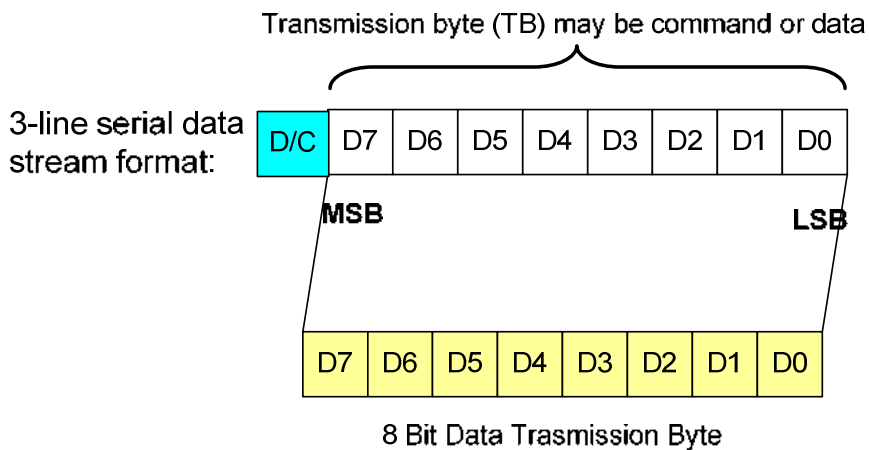 Transmission byte (TB) may be command or data
3-line serial data
stream format:
D/C D7 D6 D5 D4 D3 D2 D1 D0
MSB LSB
D7 D6 D5 D4 D3 D2 D1 D0
8 Bit Data Trasmission Byte